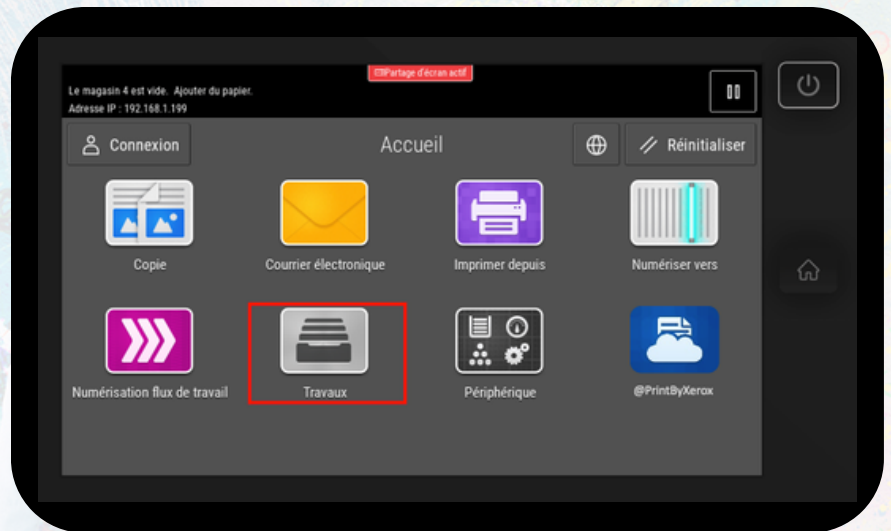 Partage d'écran actif
Le magasin 4 est vide. Ajouter du papier.
Adresse IP : 192.168.1.199
Connexion
Accueil
Réinitialiser
Copie
Courrier électronique
Imprimer depuis
Numériser vers
Numérisation flux de travail
Travaux
Périphérique
@PrintByXerox